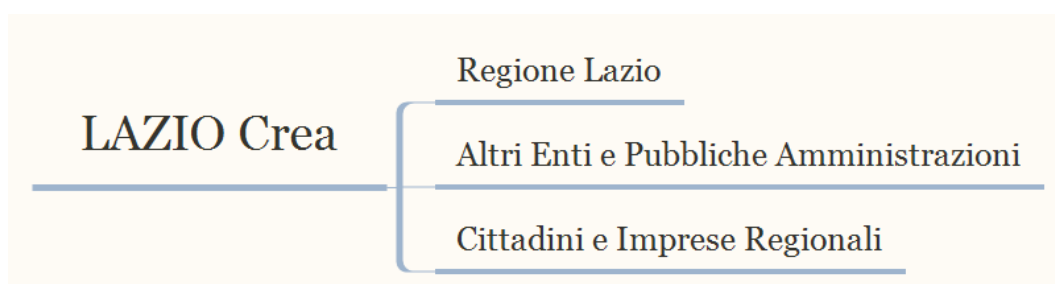 LAZIO Crea
Regione Lazio
Altri Enti e Pubbliche Amministrazioni
Cittadini e Imprese Regionali